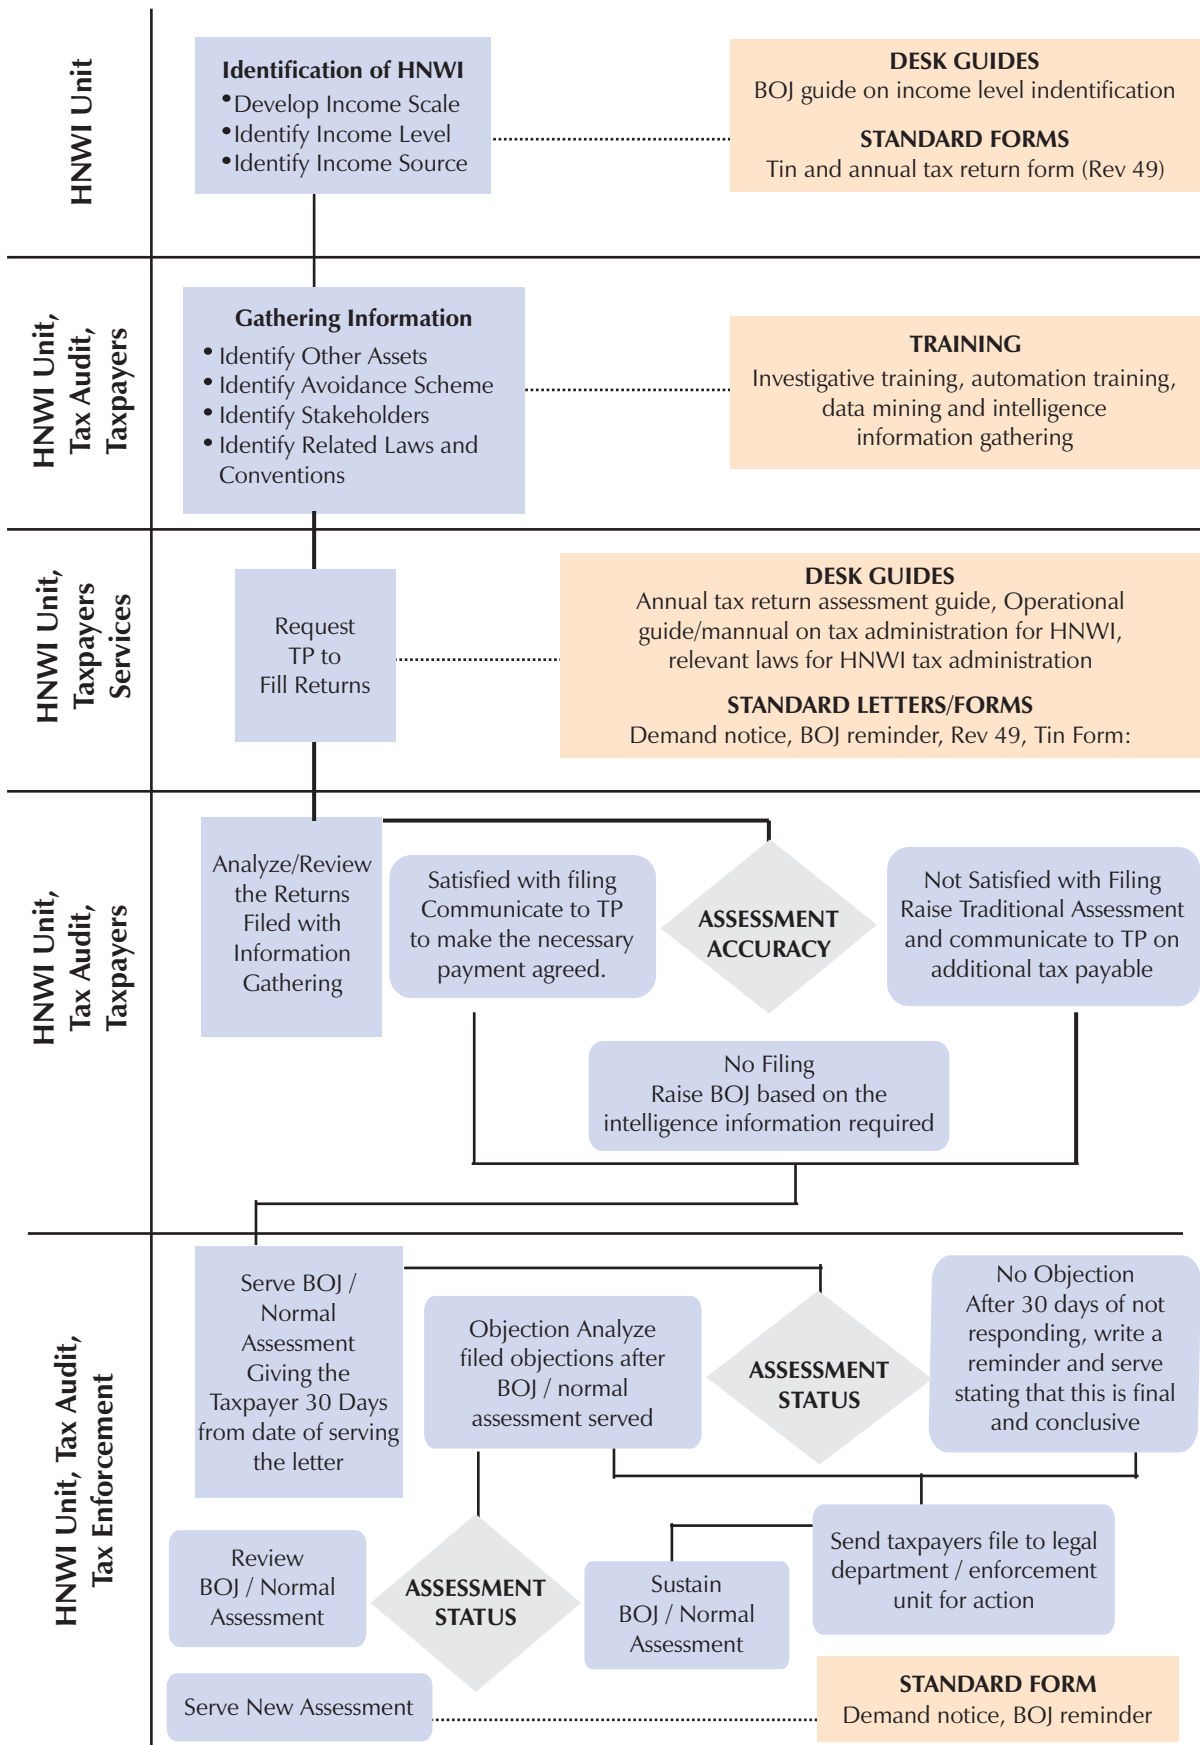 HNWI Unit
Identification of HNWI
• Develop Income Scale
• Identify Income Level
• Identify Income Source
DESK GUIDES
BOJ guide on income level indentification
STANDARD FORMS
Tin and annual tax return form (Rev 49)
HNWI Unit,
Tax Audit,
Taxpayers
Gathering Information
• Identify Other Assets
• Identify Avoidance Scheme
• Identify Stakeholders
• Identify Related Laws and
Conventions
TRAINING
Investigative training, automation training,
data mining and intelligence
information gathering
HNWI Unit,
Taxpayers
Services
Request
TP to
Fill Returns
DESK GUIDES
Annual tax return assessment guide, Operational
guide/mannual on tax administration for HNWI,
relevant laws for HNWI tax administration
STANDARD LETTERS/FORMS
Demand notice, BOJ reminder, Rev 49, Tin Form:
HNWI Unit,
Tax Audit,
Taxpayers
Analyze/Review
the Returns
Filed with
Information
Gathering
Satisfied with filing
Communicate to TP
to make the necessary
payment agreed.
ASSESSMENT
ACCURACY
Not Satisfied with Filing
Raise Traditional Assessment
and communicate to TP on
additional tax payable
No Filing
Raise BOJ based on the
intelligence information required
HNWI Unit, Tax Audit,
Tax Enforcement
Serve BOJ /
Normal
Assessment
Giving the
Taxpayer 30 Days
from date of serving
the letter
Objection Analyze
filed objections after
BOJ / normal
assessment served
ASSESSMENT
STATUS
No Objection
After 30 days of not
responding, write a
reminder and serve
stating that this is final
and conclusive
Review
BOJ / Normal
Assessment
ASSESSMENT
STATUS
Sustain
BOJ / Normal
Assessment
Send taxpayers file to legal
department / enforcement
unit for action
Serve New Assessment
STANDARD FORM
Demand notice, BOJ reminder